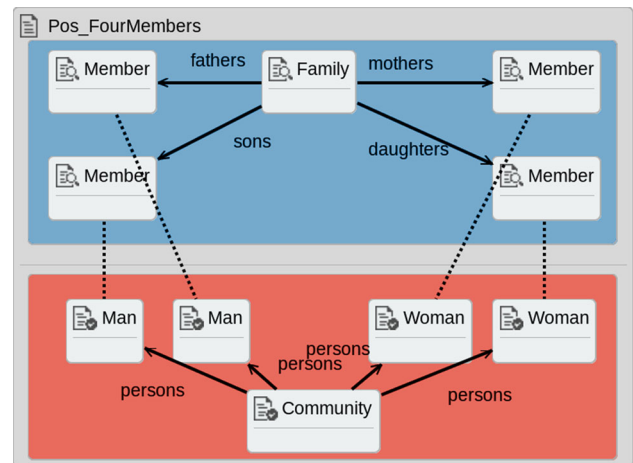 Pos_FourMembers
Member
fathers
Family
mothers
Member
sons
daughters
Member
Member
Man
Man
Woman
Woman
persons
persons
persons
persons
Community